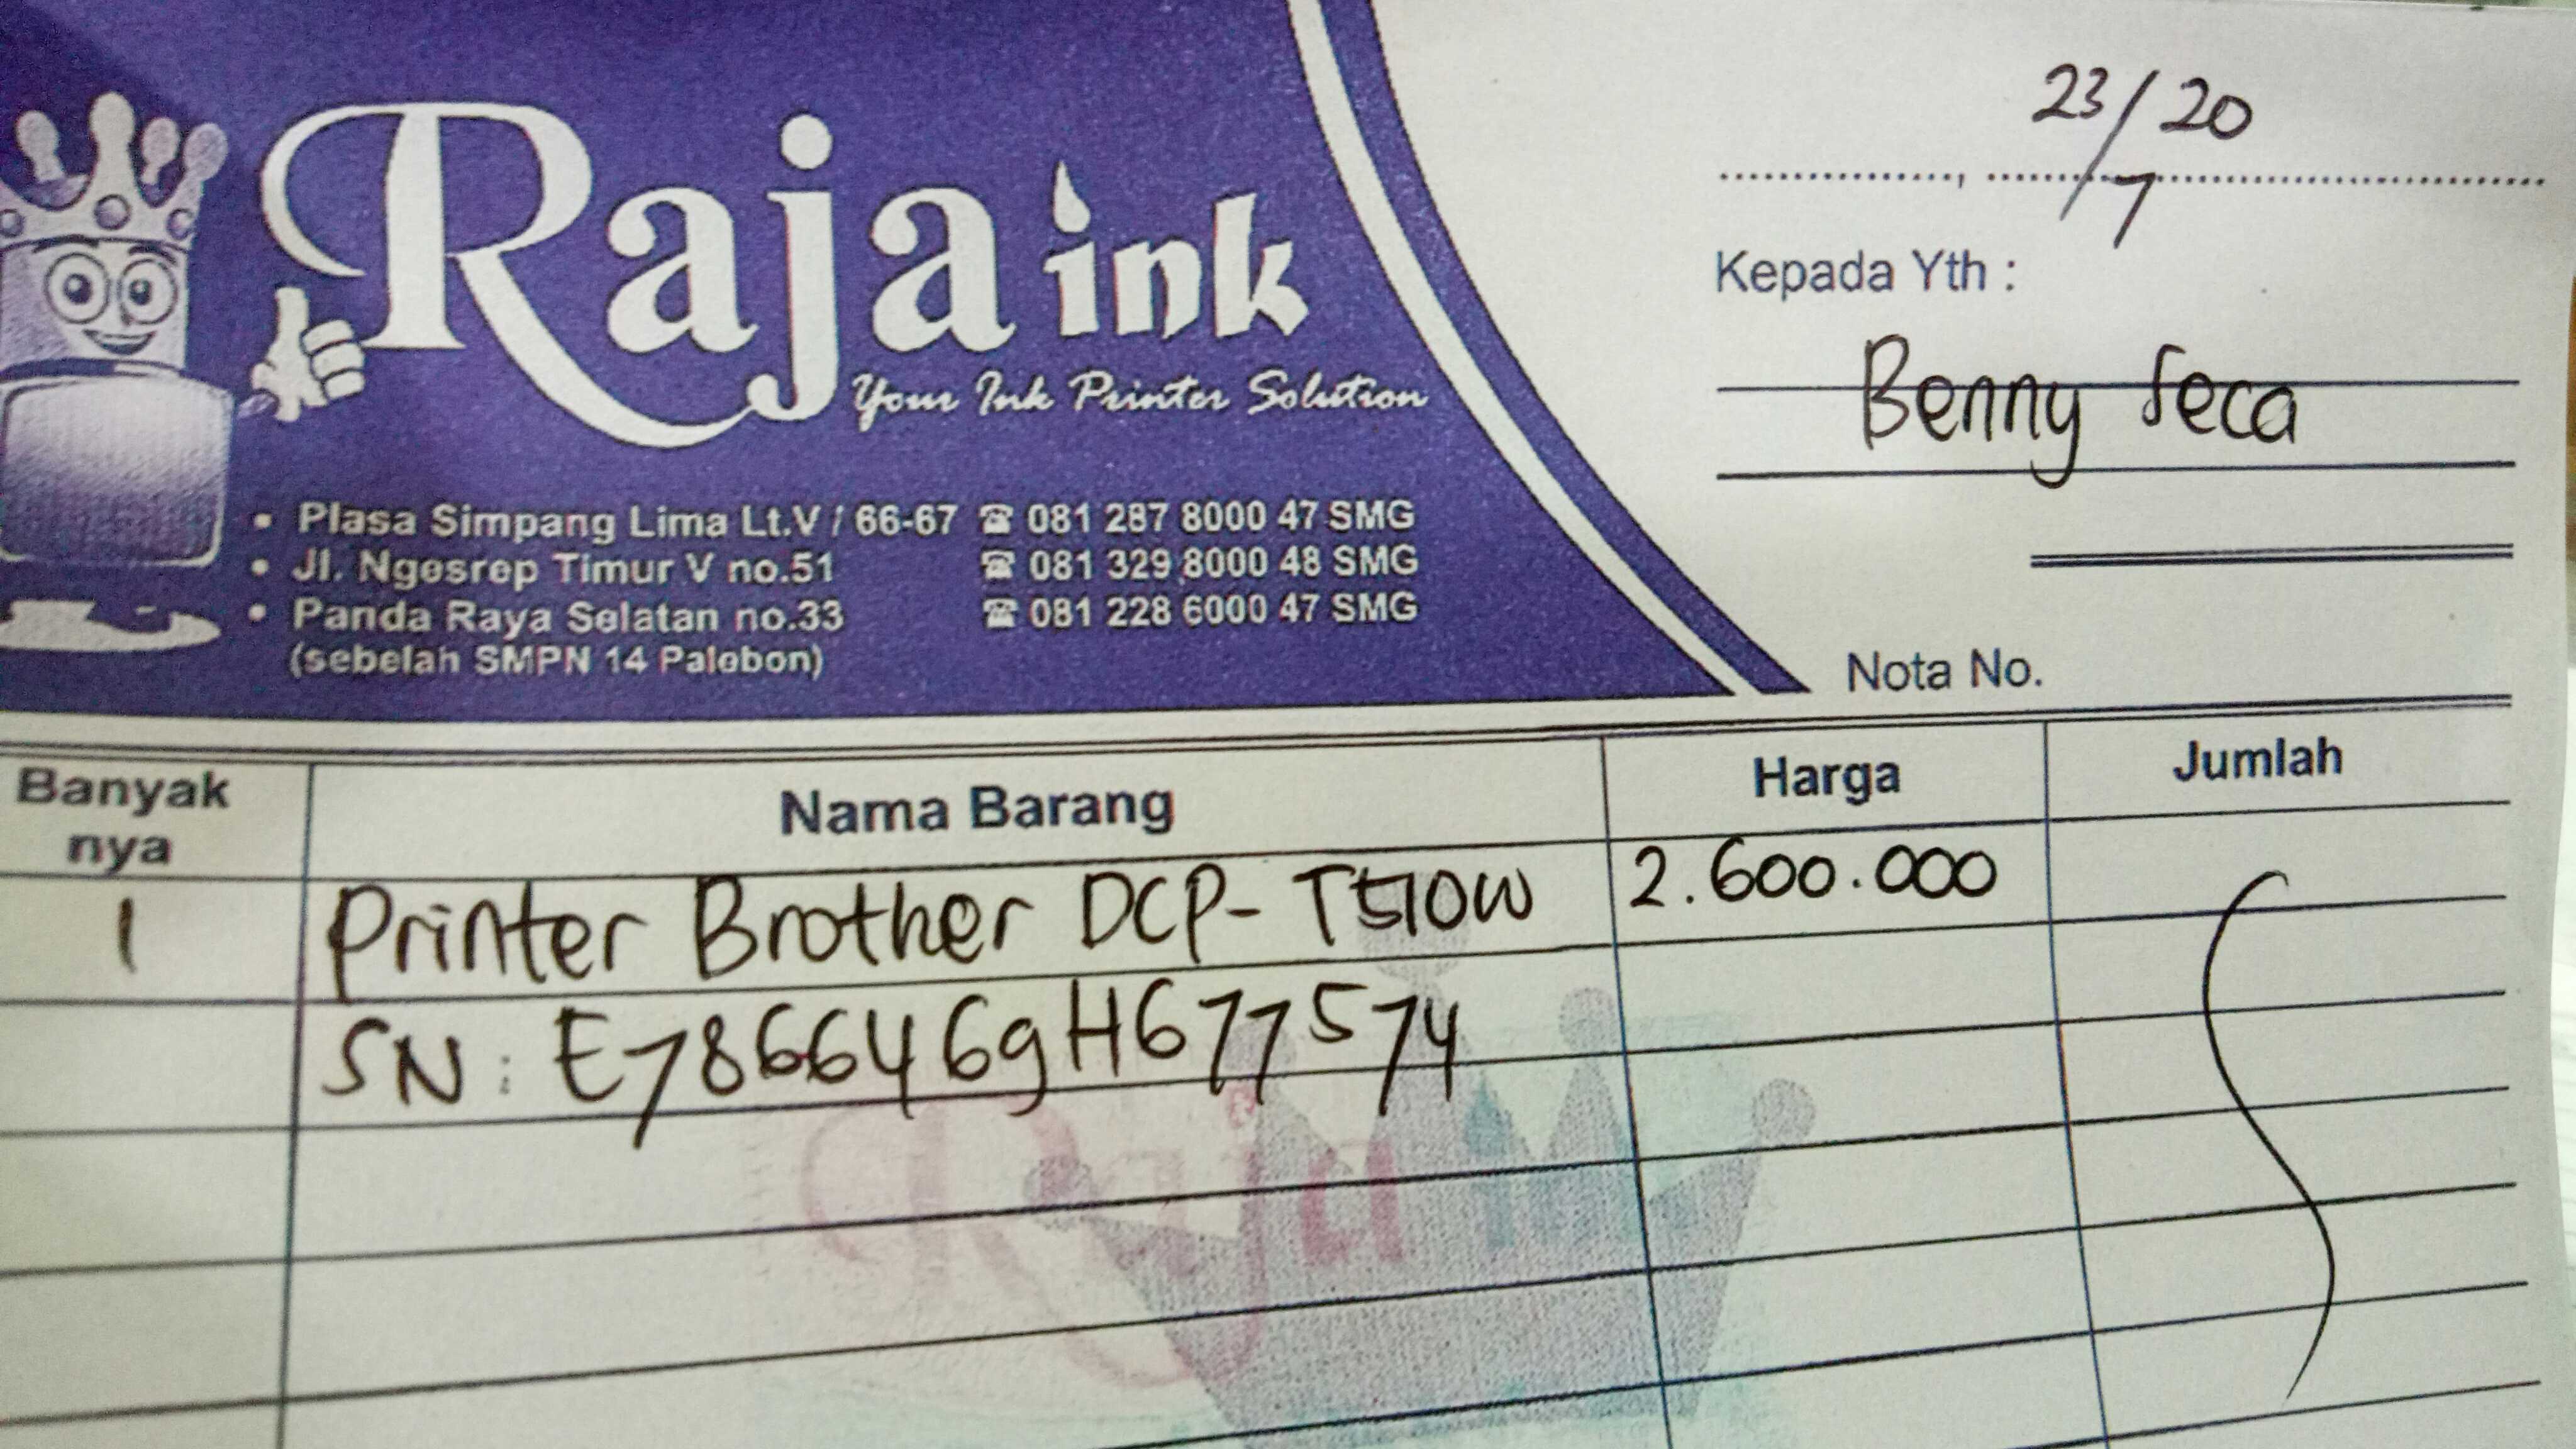 Raja ink
Your Ink Printer Solution
• Plasa Simpang Lima Lt.V / 66-67 ☎ 081 287 8000 47 SMG
• Jl. Ngesrep Timur V no.51 ☎ 081 329 8000 48 SMG
• Panda Raya Selatan no.33 ☎ 081 228 6000 47 SMG
(sebelah SMPN 14 Palebon)
23/7 20
Kepada Yth :
Benny Seca
Nota No.
Banyak nya Nama Barang Harga Jumlah
1 Printer Brother DCP-T510W 2.600.000
SN: E786646gH677574
Raja